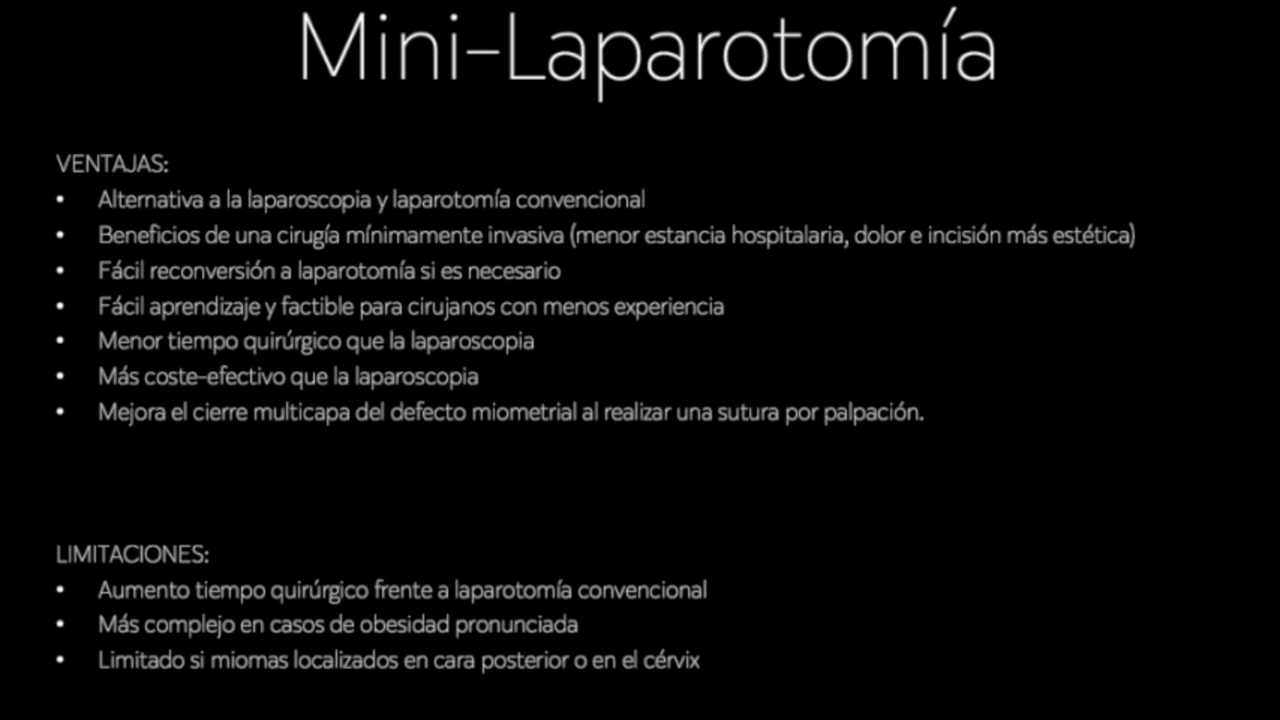 Mini-Laparotomía
VENTAJAS:
• Alternativa a la laparoscopia y laparotomía convencional
• Beneficios de una cirugía mínimamente invasiva (menor estancia hospitalaria, dolor e incisión más estética)
• Fácil reconversión a laparotomía si es necesario
• Fácil aprendizaje y factible para cirujanos con menos experiencia
• Menor tiempo quirúrgico que la laparoscopia
• Más coste-efectivo que la laparoscopia
• Mejora el cierre multicapa del defecto miometrial al realizar una sutura por palpación.
LIMITACIONES:
• Aumento tiempo quirúrgico frente a laparotomía convencional
• Más complejo en casos de obesidad pronunciada
• Limitado si miomas localizados en cara posterior o en el cérvix